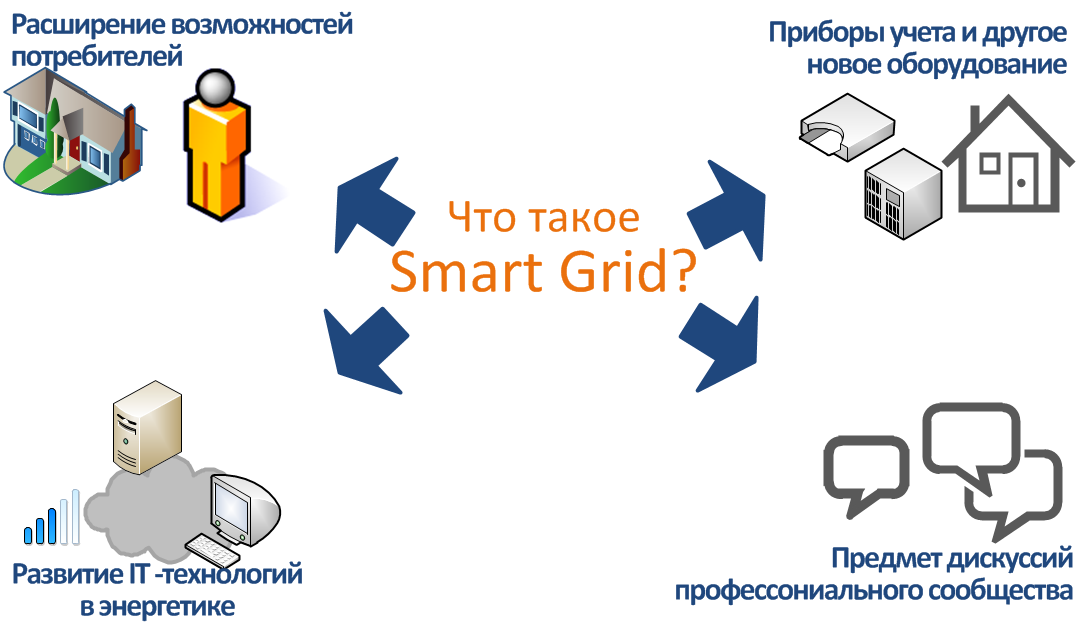 Расширение возможностей
потребителей
Приборы учета и другое
новое оборудование
Что такое
Smart Grid?
Развитие IT -технологий
в энергетике
Предмет дискуссий
профессониального сообщества